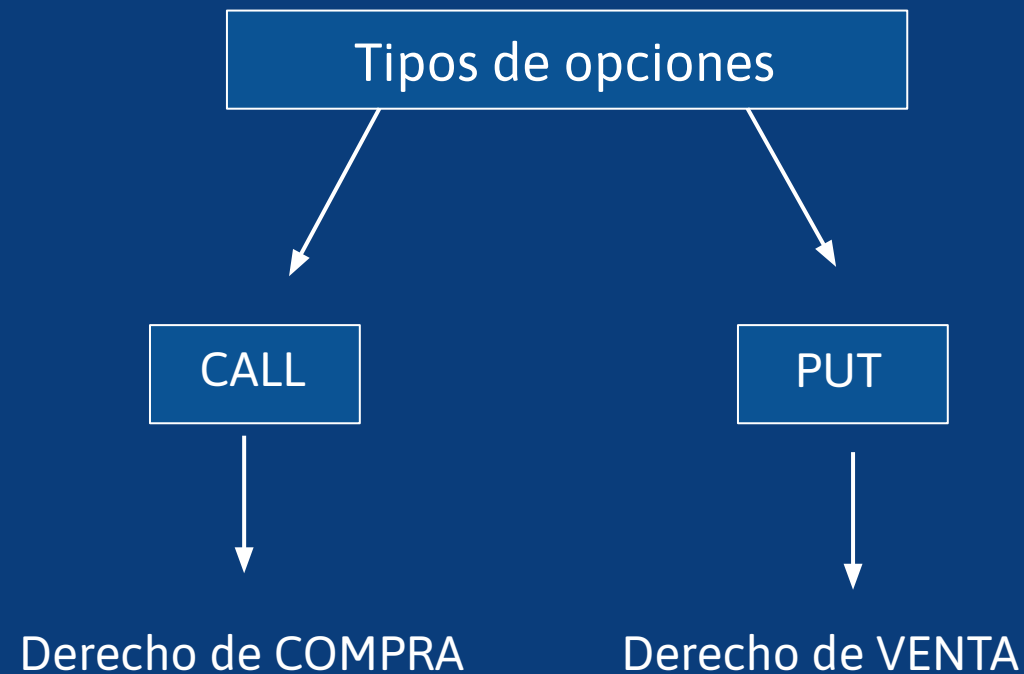 Tipos de opciones
CALL
PUT
Derecho de COMPRA
Derecho de VENTA